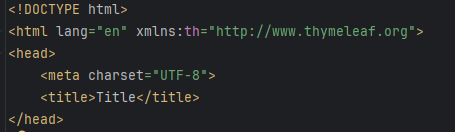 <!DOCTYPE html>
<html lang="en" xmlns:th="http://www.thymeleaf.org">
<head>
    <meta charset="UTF-8">
    <title>Title</title>
</head>